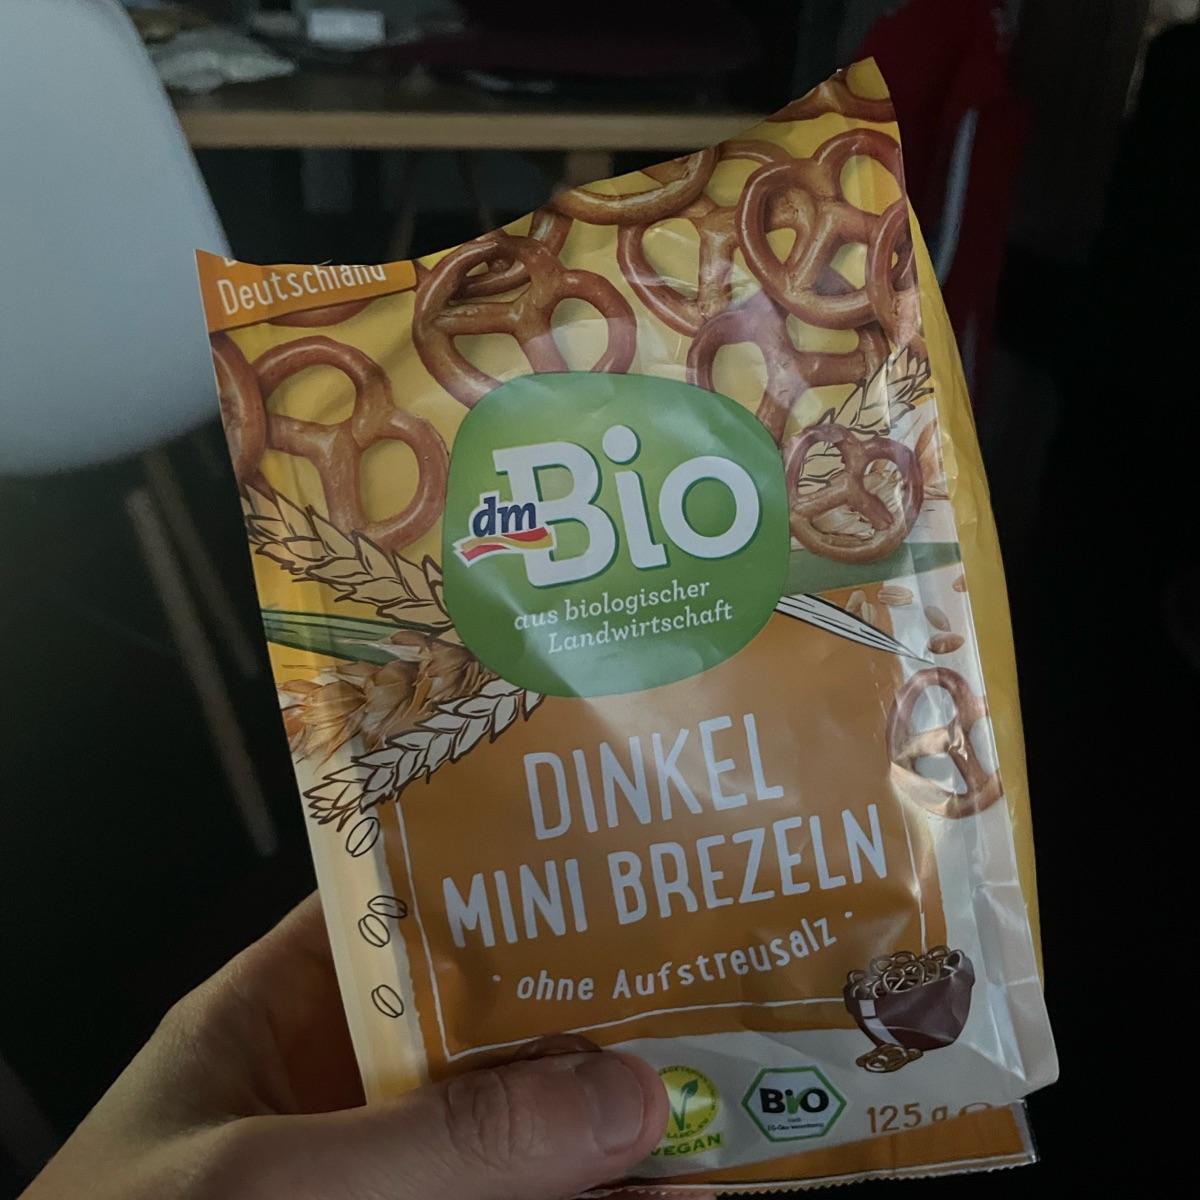 Deutschland
dm
Bio
aus biologischer
Landwirtschaft
DINKEL
MINI BREZELN
· ohne Aufstreusalz ·
VEGAN
BiO
125 g